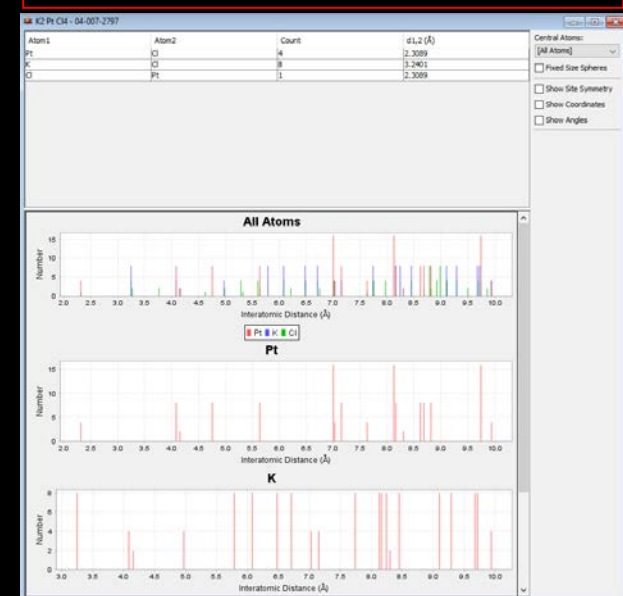 K2 Pt Cl4 - 04-007-2797
Atom1 Atom2 Count d1,2 (Å)
Pt Cl 4 2.3089
K Cl 8 3.2401
Cl Pt 1 2.3089
Central Atoms:
[All Atoms]
Fixed Size Spheres
Show Site Symmetry
Show Coordinates
Show Angles
All Atoms
Number
15
10
5
0
2.0 2.5 3.0 3.5 4.0 4.5 5.0 5.5 6.0 6.5 7.0 7.5 8.0 8.5 9.0 9.5 10.0
Interatomic Distance (Å)
Pt K Cl
Pt
Number
15
10
5
0
2.0 2.5 3.0 3.5 4.0 4.5 5.0 5.5 6.0 6.5 7.0 7.5 8.0 8.5 9.0 9.5 10.0
Interatomic Distance (Å)
K
Number
8
6
4
2
0
3.0 3.5 4.0 4.5 5.0 5.5 6.0 6.5 7.0 7.5 8.0 8.5 9.0 9.5 10.0
Interatomic Distance (Å)